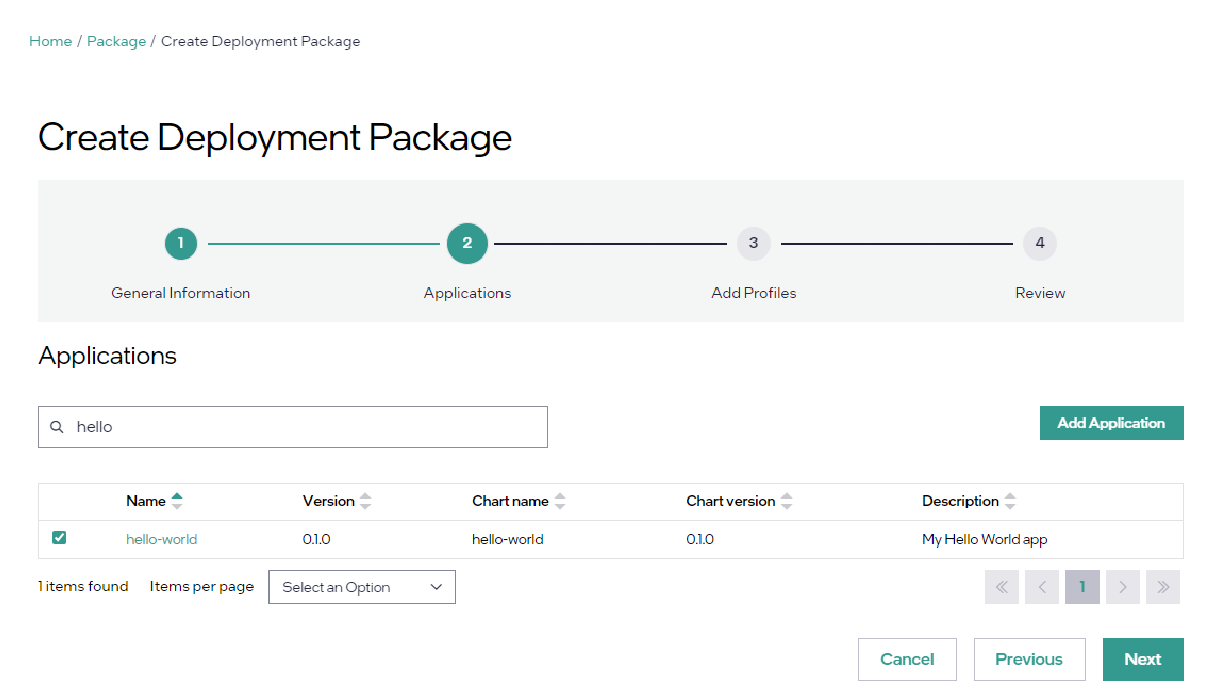 Home / Package / Create Deployment Package
Create Deployment Package
1 2 3 4
General Information Applications Add Profiles Review
Applications
hello
Add Application
Name Version Chart name Chart version Description
hello-world 0.1.0 hello-world 0.1.0 My Hello World app
1 items found Items per page Select an Option 1
Cancel Previous Next